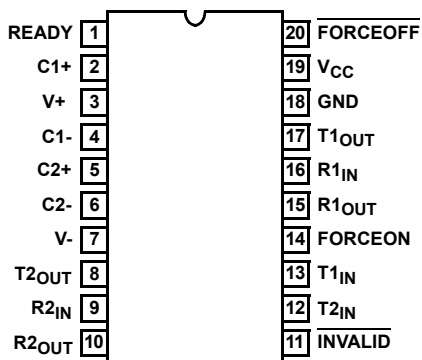 READY 1 20 FORCEOFF
C1+ 2 19 VCC
V+ 3 18 GND
C1- 4 17 T1OUT
C2+ 5 16 R1IN
C2- 6 15 R1OUT
V- 7 14 FORCEON
T2OUT 8 13 T1IN
R2IN 9 12 T2IN
R2OUT 10 11 INVALID